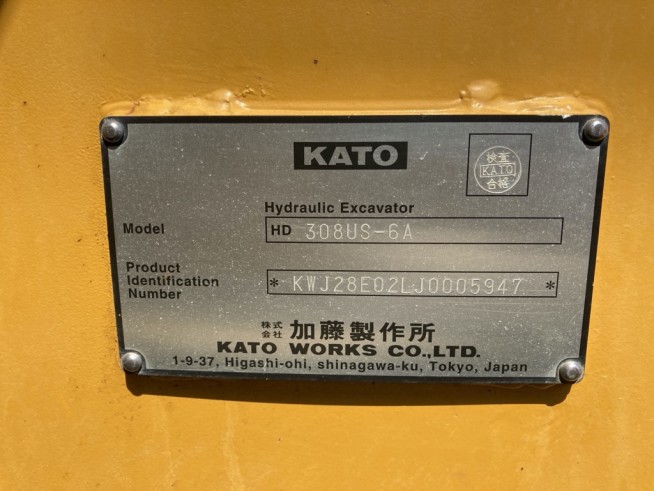 KATO
検査
KATO
合格
Hydraulic Excavator
Model HD 308US-6A
Product
Identification
Number
* KWJ28E02LJ0005947 *
株式会社 加藤製作所
KATO WORKS CO.,LTD.
1-9-37, Higashi-ohi, shinagawa-ku, Tokyo, Japan